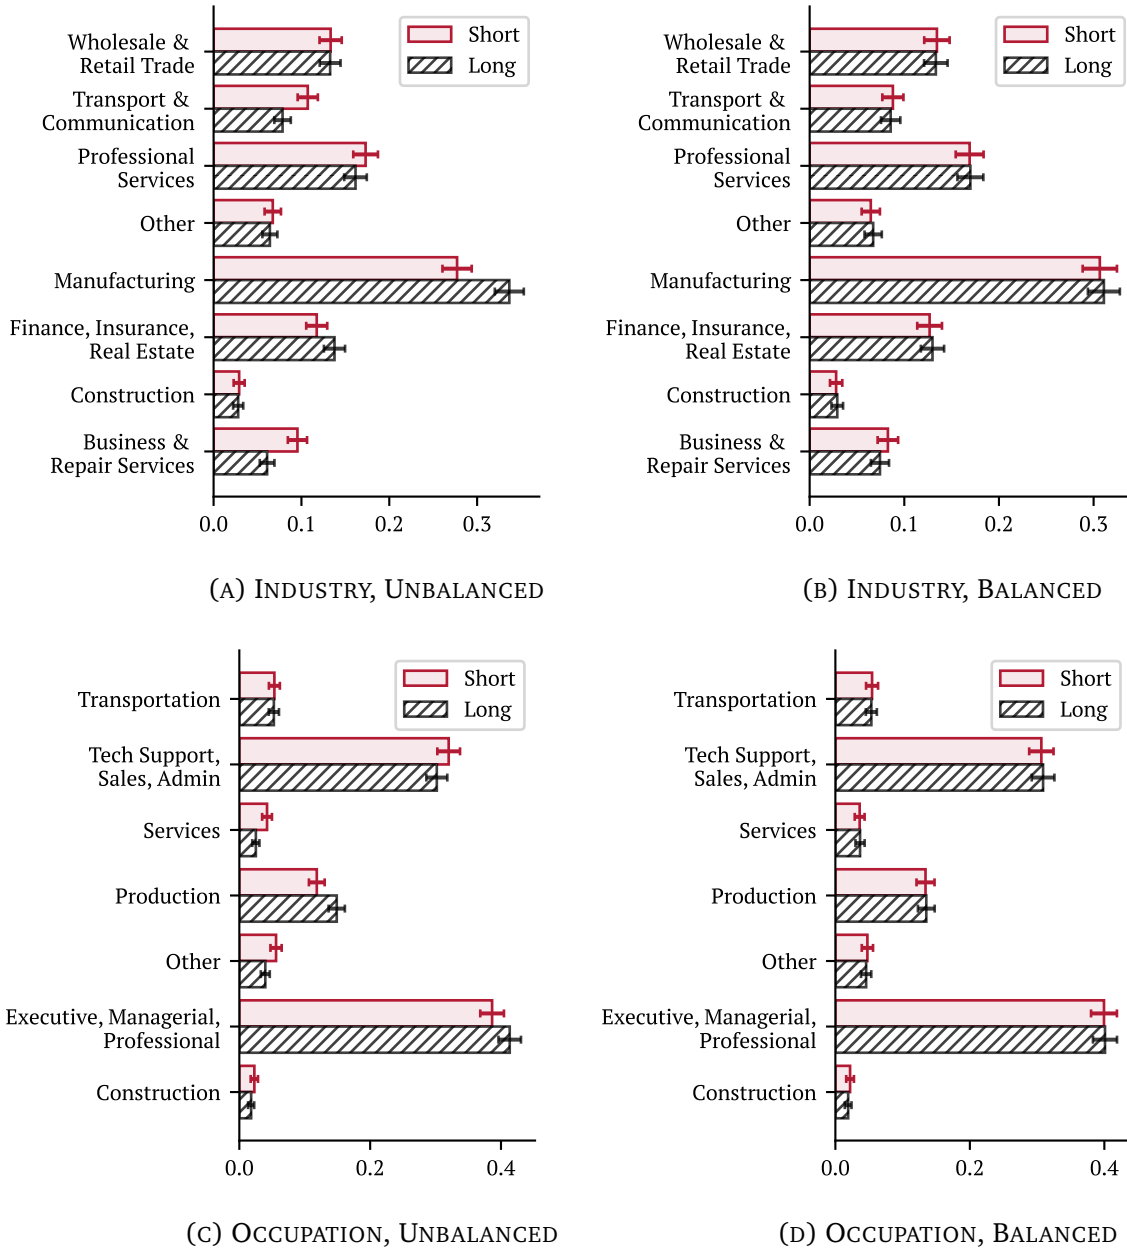 Wholesale &
Retail Trade
Transport &
Communication
Professional
Services
Other
Manufacturing
Finance, Insurance,
Real Estate
Construction
Business &
Repair Services
Short
Long
0.0 0.1 0.2 0.3
(A) INDUSTRY, UNBALANCED
Wholesale &
Retail Trade
Transport &
Communication
Professional
Services
Other
Manufacturing
Finance, Insurance,
Real Estate
Construction
Business &
Repair Services
Short
Long
0.0 0.1 0.2 0.3
(B) INDUSTRY, BALANCED
Transportation
Tech Support,
Sales, Admin
Services
Production
Other
Executive, Managerial,
Professional
Construction
Short
Long
0.0 0.2 0.4
(C) OCCUPATION, UNBALANCED
Transportation
Tech Support,
Sales, Admin
Services
Production
Other
Executive, Managerial,
Professional
Construction
Short
Long
0.0 0.2 0.4
(D) OCCUPATION, BALANCED